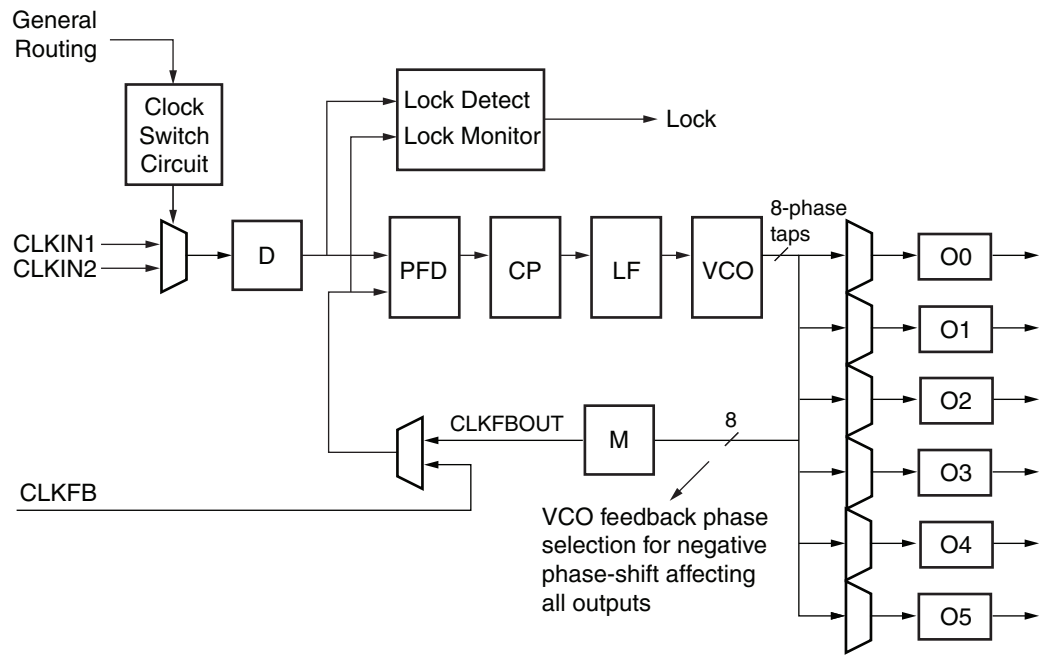 General
Routing
Clock
Switch
Circuit
Lock Detect
Lock Monitor
Lock
CLKIN1
CLKIN2
D
PFD
CP
LF
VCO
8-phase
taps
O0
O1
O2
O3
O4
O5
CLKFBOUT
M
8
CLKFB
VCO feedback phase
selection for negative
phase-shift affecting
all outputs